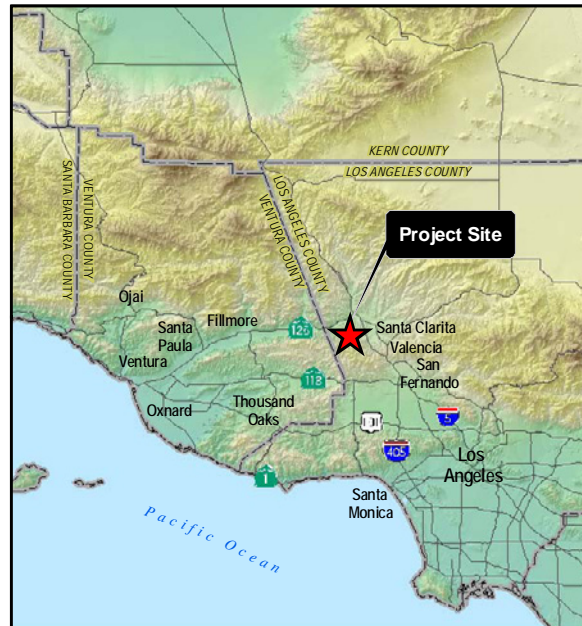 KERN COUNTY
LOS ANGELES COUNTY
SANTA BARBARA COUNTY
VENTURA COUNTY
LOS ANGELES COUNTY
VENTURA COUNTY
Project Site
Ojai
Santa
Paula
Fillmore
126
Santa Clarita
Valencia
San
Fernando
Ventura
118
Oxnard
Thousand
Oaks
101
5
405
Los
Angeles
1
Santa
Monica
Pacific Ocean